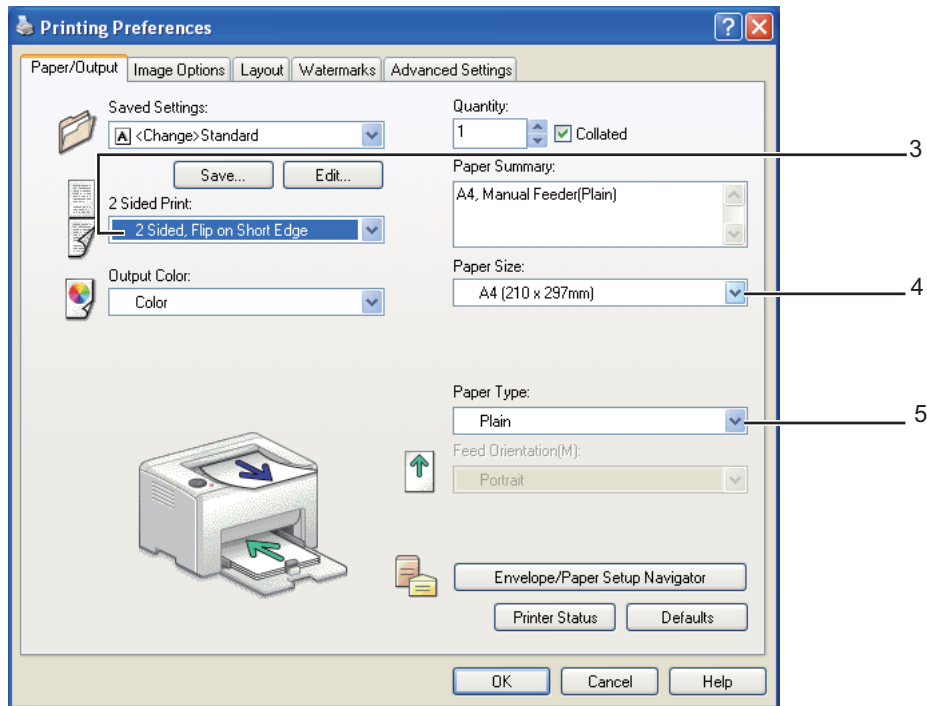 Printing Preferences
Paper/Output Image Options Layout Watermarks Advanced Settings
Saved Settings:
A <Change>Standard
Save... Edit...
2 Sided Print:
2 Sided, Flip on Short Edge
Output Color:
Color
Quantity:
1
Collated
Paper Summary:
A4, Manual Feeder(Plain)
Paper Size:
A4 (210 x 297mm)
Paper Type:
Plain
Feed Orientation(M):
Portrait
Envelope/Paper Setup Navigator
Printer Status Defaults
OK Cancel Help
3
4
5